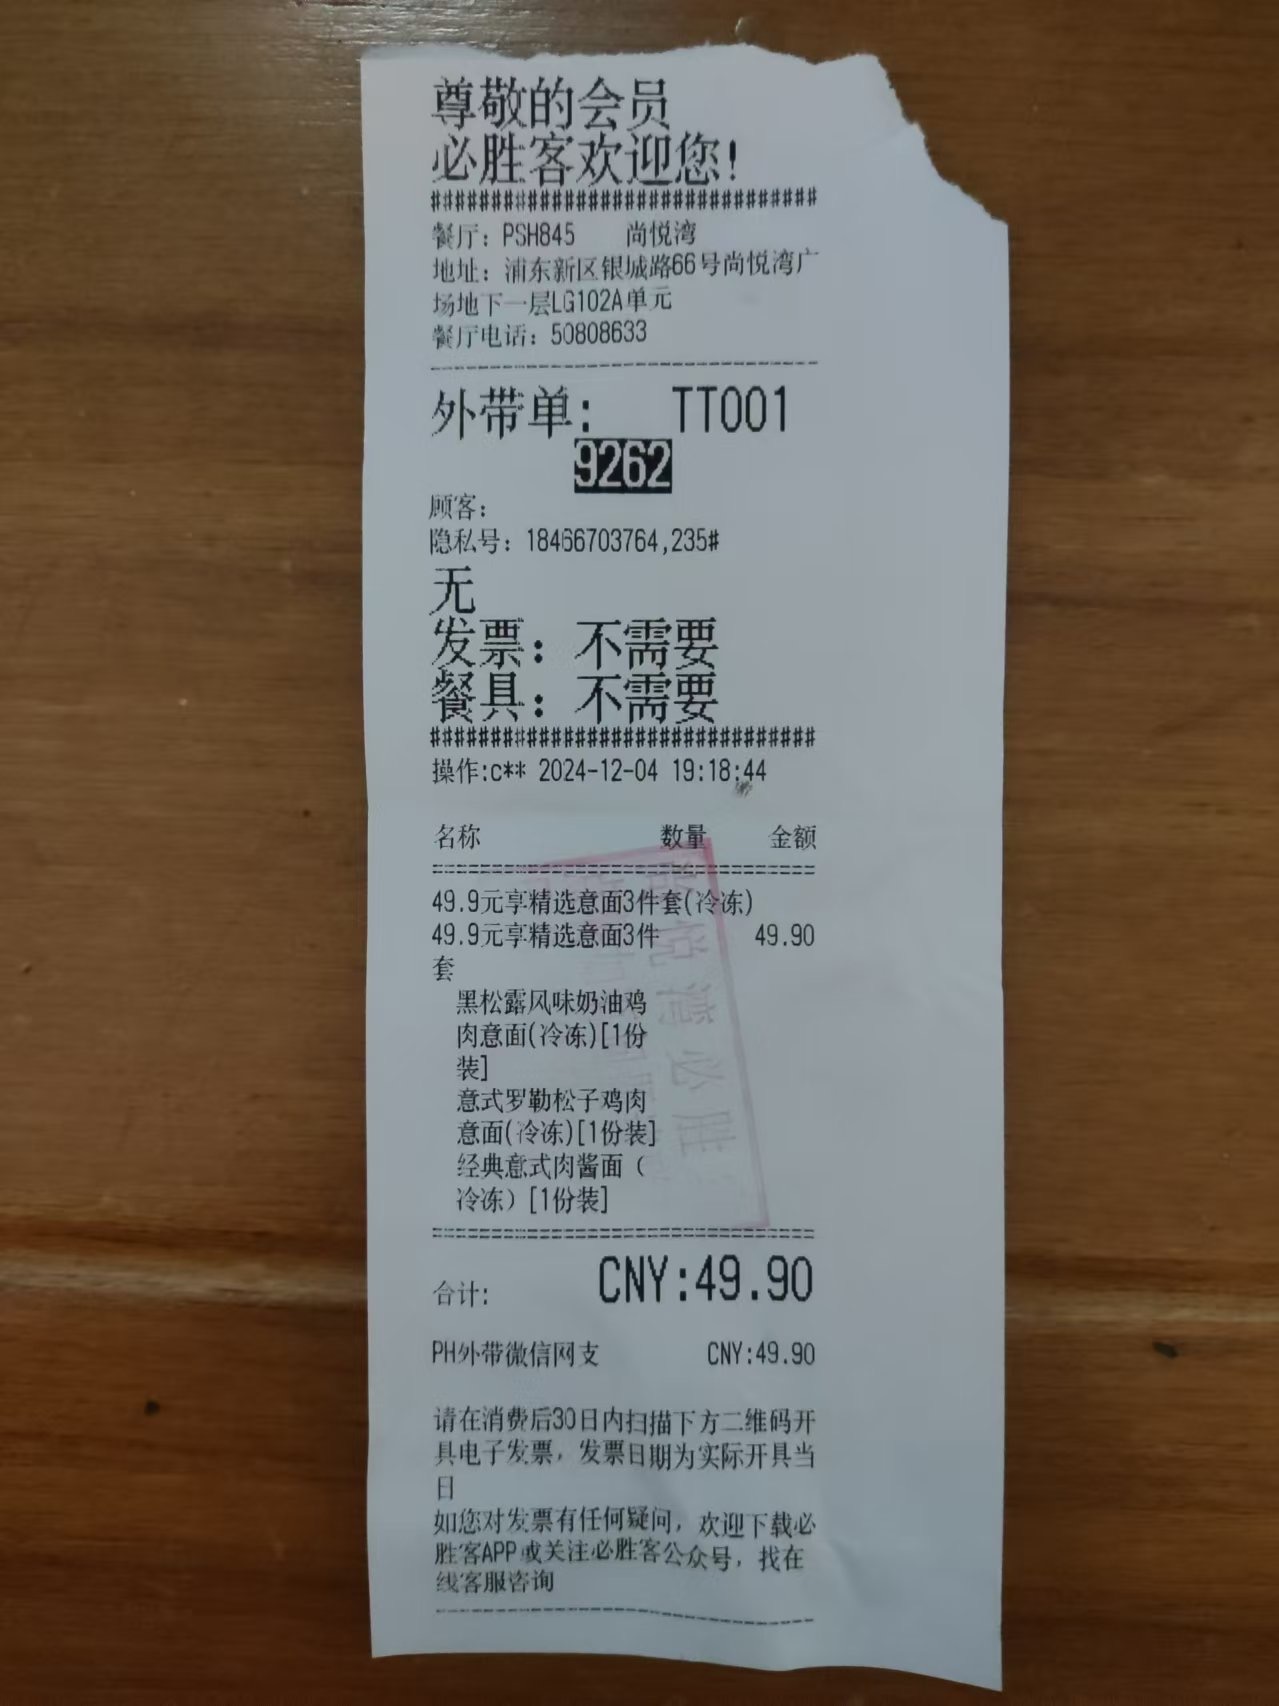 尊敬的会员
必胜客欢迎您!
################################
餐厅: PSH845 尚悦湾
地址: 浦东新区银城路66号尚悦湾广
场地下一层LG102A单元
餐厅电话: 50808633
外带单: TT001
9262
顾客:
隐私号: 18466703764,235#
无
发票: 不需要
餐具: 不需要
################################
操作:c** 2024-12-04 19:18:44
名称 数量 金额
49.9元享精选意面3件套(冷冻)
49.9元享精选意面3件 49.90
套
黑松露风味奶油鸡
肉意面(冷冻)[1份
装]
意式罗勒松子鸡肉
意面(冷冻)[1份装]
经典意式肉酱面(
冷冻)[1份装]
合计: CNY:49.90
PH外带微信网支 CNY:49.90
请在消费后30日内扫描下方二维码开
具电子发票，发票日期为实际开具当
日
如您对发票有任何疑问，欢迎下载必
胜客APP或关注必胜客公众号，找在
线客服咨询